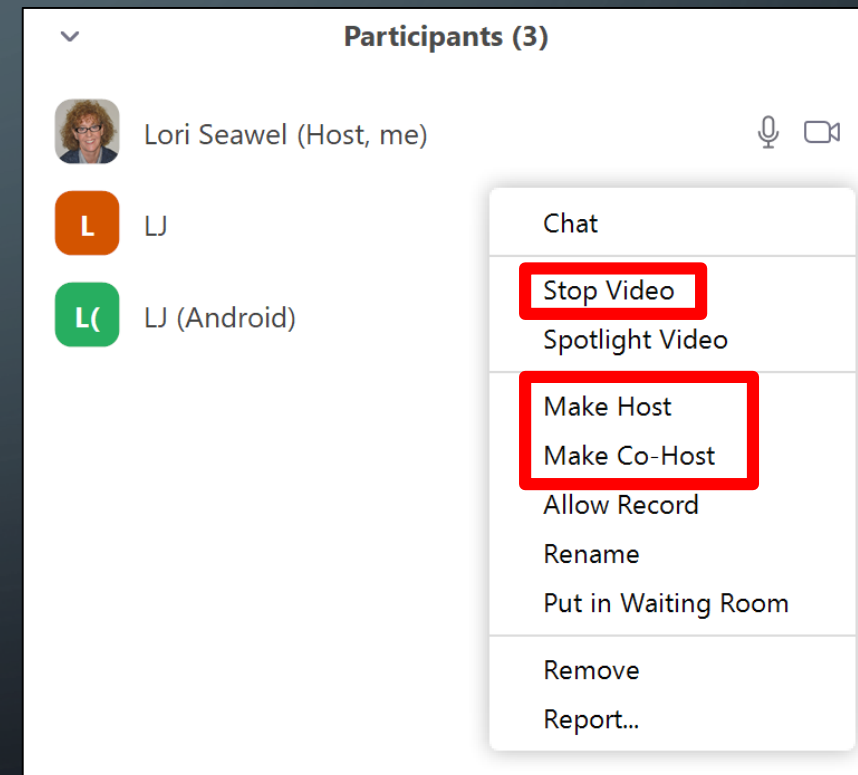 Participants (3)
Lori Seawel (Host, me)
L LJ
L( LJ (Android)
Chat
Stop Video
Spotlight Video
Make Host
Make Co-Host
Allow Record
Rename
Put in Waiting Room
Remove
Report...